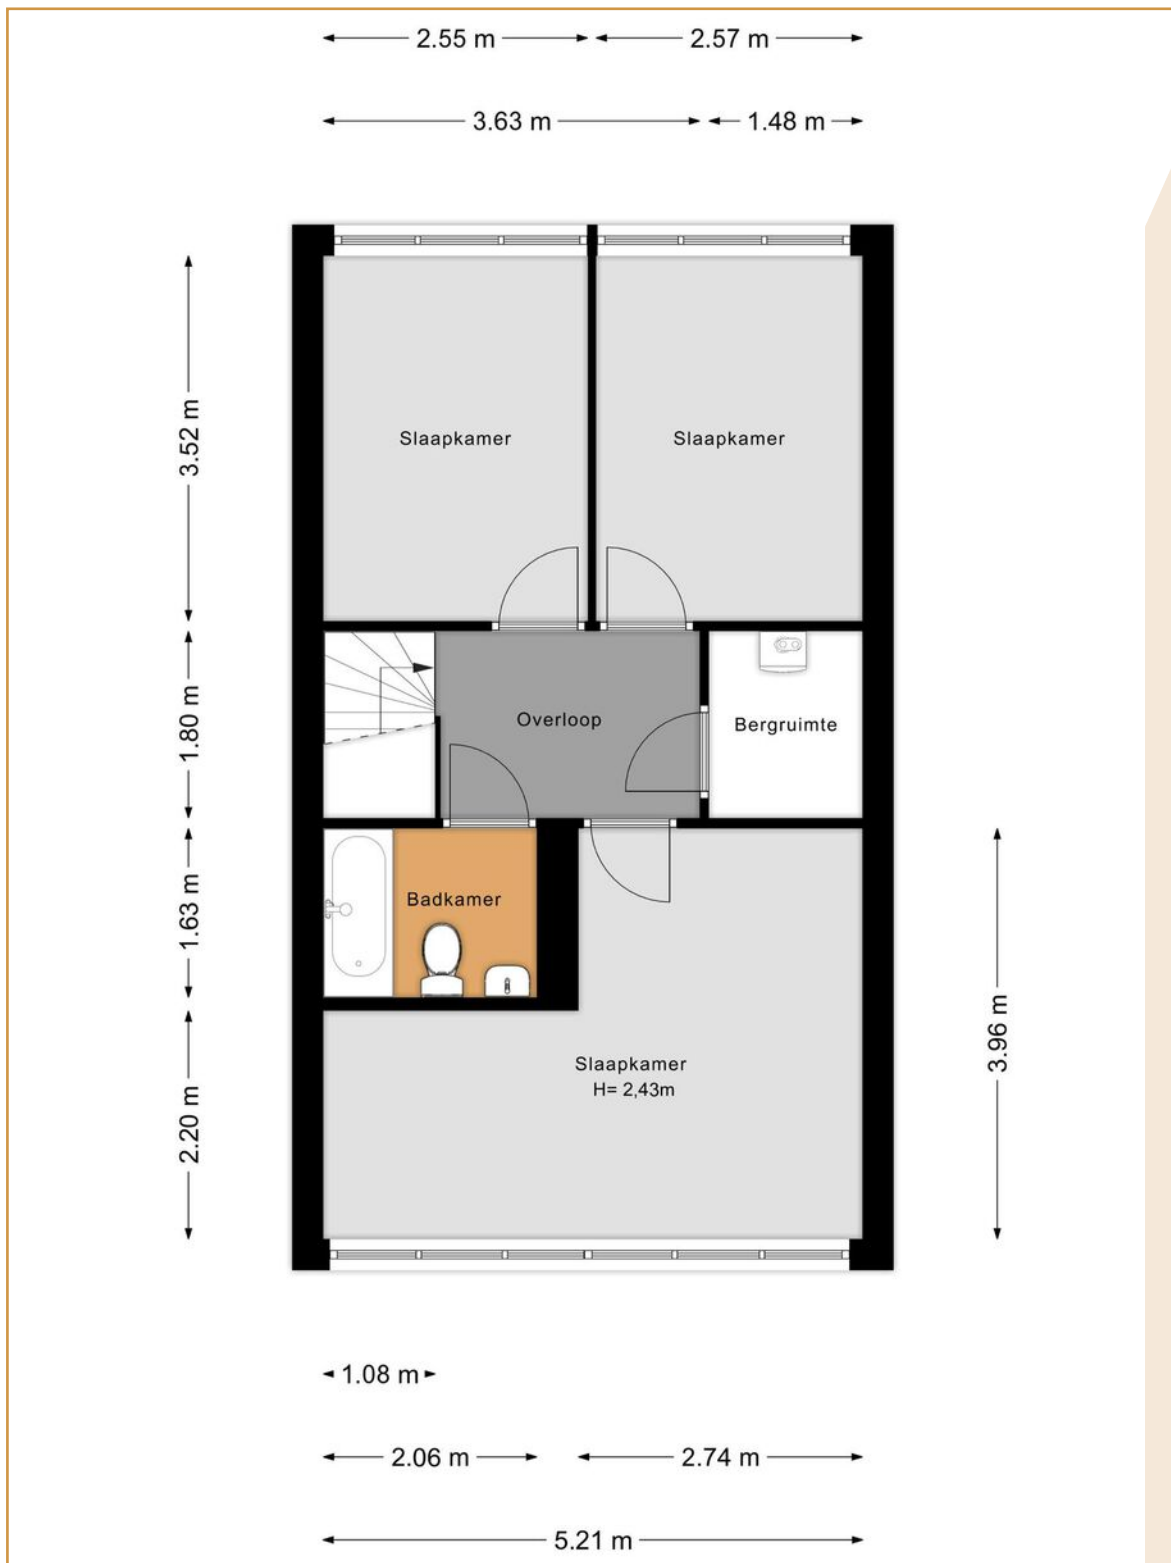 2.55 m
2.57 m
3.63 m
1.48 m
3.52 m
Slaapkamer
Slaapkamer
1.80 m
Overloop
Bergruimte
1.63 m
Badkamer
3.96 m
Slaapkamer
H= 2,43m
2.20 m
1.08 m
2.06 m
2.74 m
5.21 m